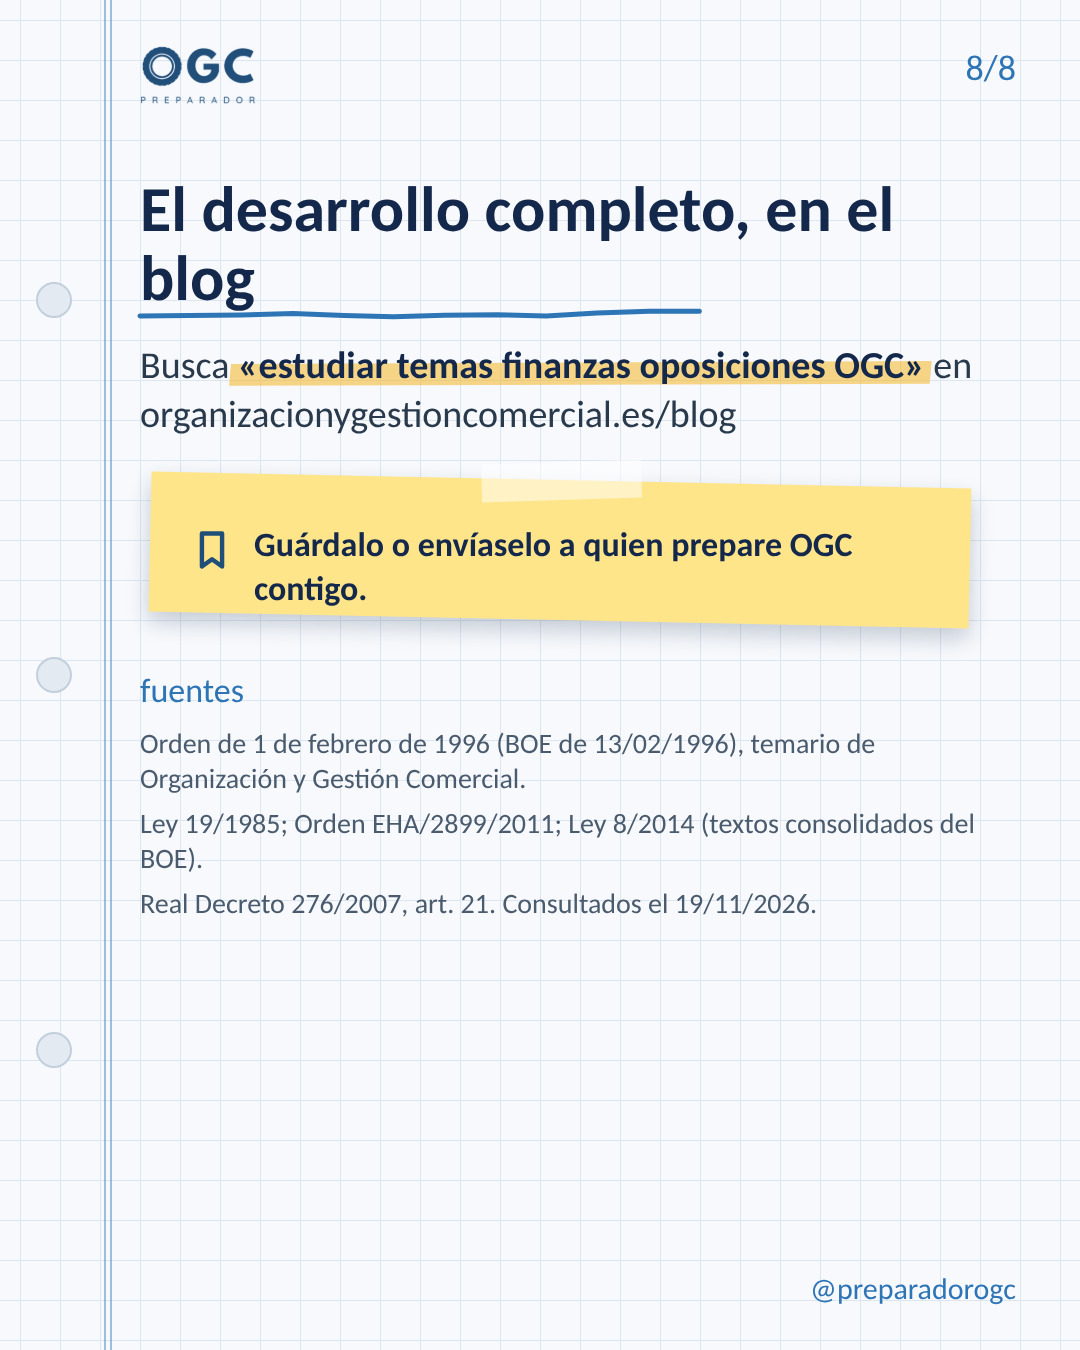 OGC
PREPARADOR
8/8
El desarrollo completo, en el
blog
Busca «estudiar temas finanzas oposiciones OGC» en
organizacionygestioncomercial.es/blog
Guárdalo o envíaselo a quien prepare OGC
contigo.
fuentes
Orden de 1 de febrero de 1996 (BOE de 13/02/1996), temario de
Organización y Gestión Comercial.
Ley 19/1985; Orden EHA/2899/2011; Ley 8/2014 (textos consolidados del
BOE).
Real Decreto 276/2007, art. 21. Consultados el 19/11/2026.
@preparadorogc